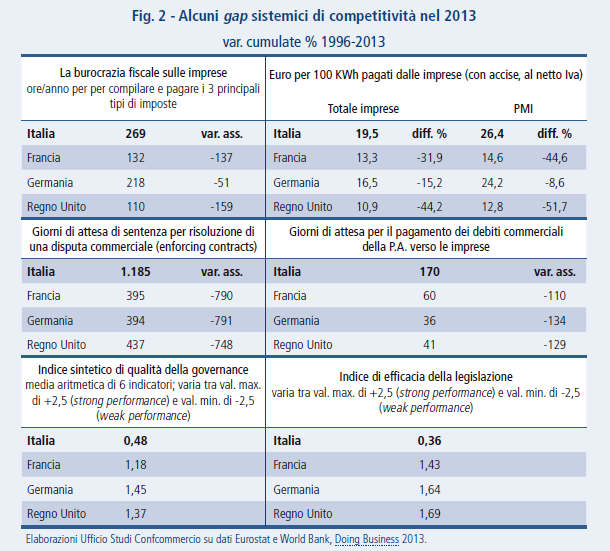 Fig. 2 - Alcuni gap sistemici di competitività nel 2013
var. cumulate % 1996-2013
La burocrazia fiscale sulle imprese
ore/anno per per compilare e pagare i 3 principali
tipi di imposte
Euro per 100 KWh pagati dalle imprese (con accise, al netto Iva)
Totale imprese PMI
Italia 269 var. ass. Italia 19,5 diff. % 26,4 diff. %
Francia 132 -137 Francia 13,3 -31,9 14,6 -44,6
Germania 218 -51 Germania 16,5 -15,2 24,2 -8,6
Regno Unito 110 -159 Regno Unito 10,9 -44,2 12,8 -51,7
Giorni di attesa di sentenza per risoluzione di
una disputa commerciale (enforcing contracts)
Giorni di attesa per il pagamento dei debiti commerciali
della P.A. verso le imprese
Italia 1.185 var. ass. Italia 170 var. ass.
Francia 395 -790 Francia 60 -110
Germania 394 -791 Germania 36 -134
Regno Unito 437 -748 Regno Unito 41 -129
Indice sintetico di qualità della governance
media aritmetica di 6 indicatori; varia tra val. max.
di +2,5 (strong performance) e val. min. di -2,5
(weak performance)
Indice di efficacia della legislazione
varia tra val. max. di +2,5 (strong performance) e val. min. di -2,5
(weak performance)
Italia 0,48 Italia 0,36
Francia 1,18 Francia 1,43
Germania 1,45 Germania 1,64
Regno Unito 1,37 Regno Unito 1,69
Elaborazioni Ufficio Studi Confcommercio su dati Eurostat e World Bank, Doing Business 2013.